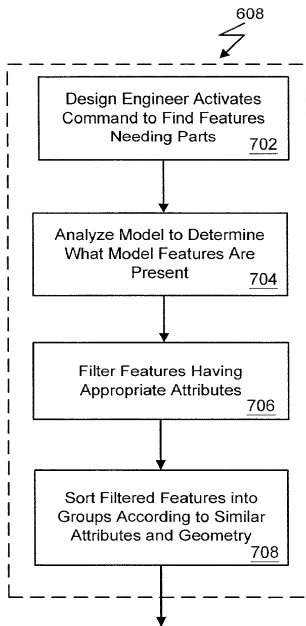 608
Design Engineer Activates
Command to Find Features
Needing Parts
702
Analyze Model to Determine
What Model Features Are
Present
704
Filter Features Having
Appropriate Attributes
706
Sort Filtered Features into
Groups According to Similar
Attributes and Geometry
708